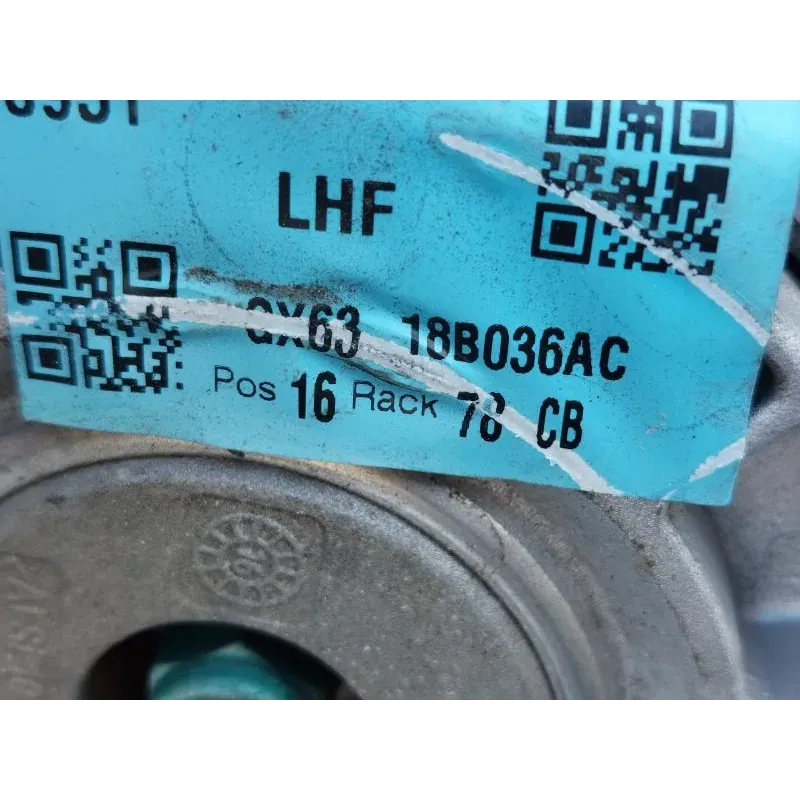 LHF
GX63 18B036AC
Pos 16 Rack 78 CB